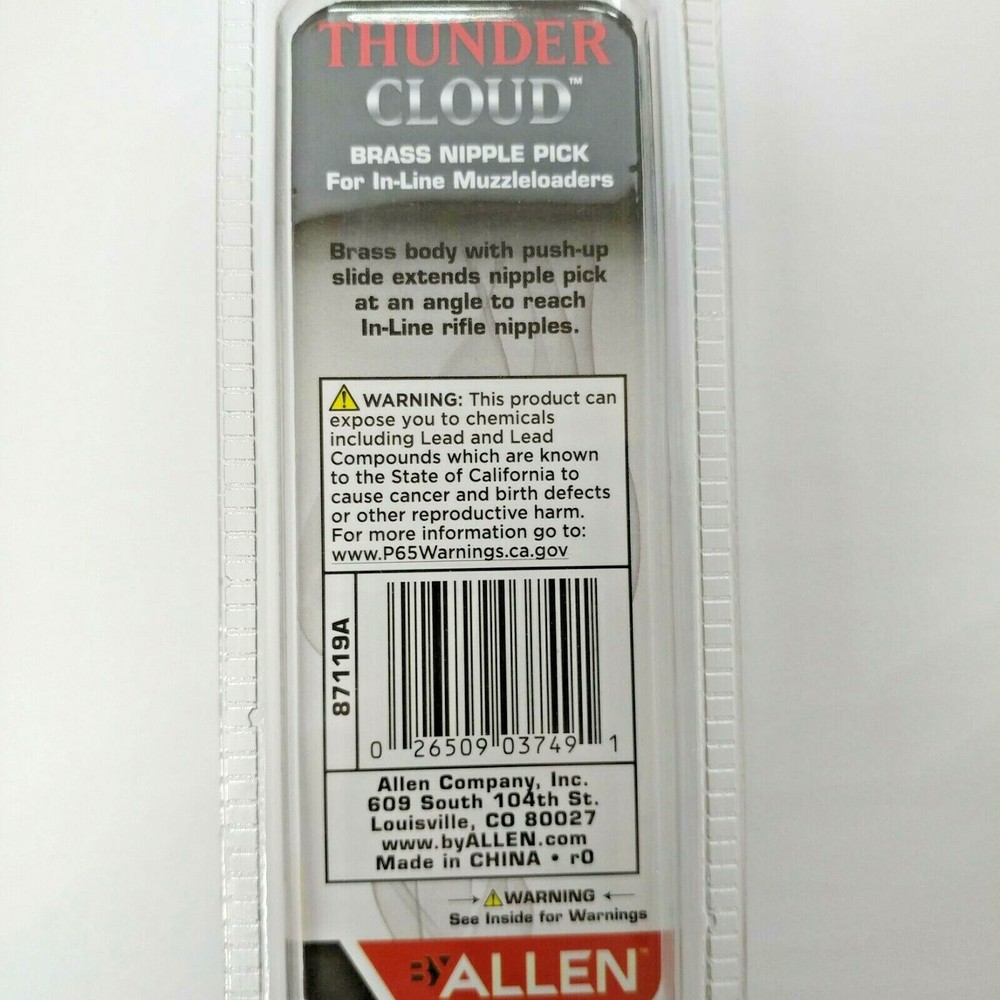 THUNDER
CLOUD™
BRASS NIPPLE PICK
For In-Line Muzzleloaders
Brass body with push-up
slide extends nipple pick
at an angle to reach
In-Line rifle nipples.
WARNING: This product can
expose you to chemicals
including Lead and Lead
Compounds which are known
to the State of California to
cause cancer and birth defects
or other reproductive harm.
For more information go to:
www.P65Warnings.ca.gov
87119A
0 26509 03749 1
Allen Company, Inc.
609 South 104th St.
Louisville, CO 80027
www.byALLEN.com
Made in CHINA • r0
WARNING
See Inside for Warnings
BY ALLEN™